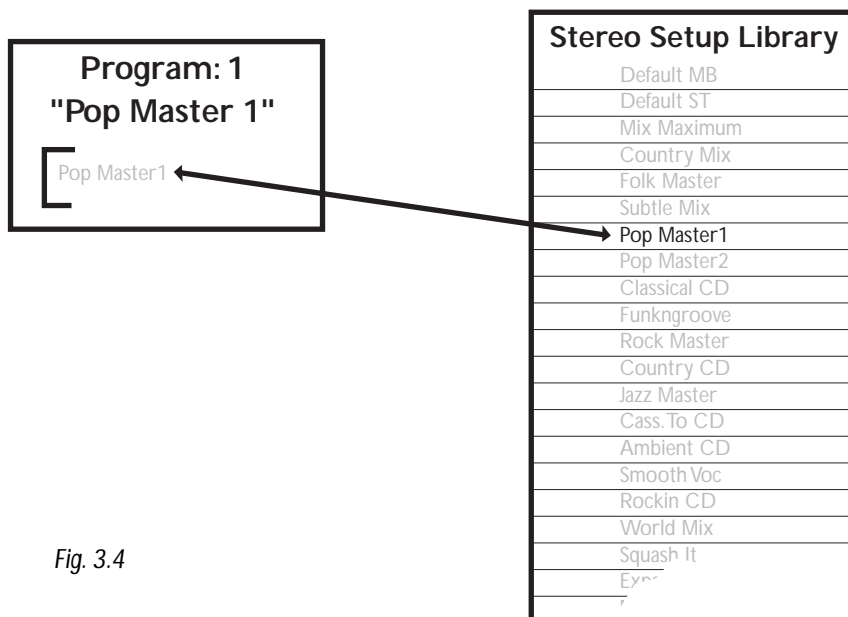 Program: 1
"Pop Master 1"
Pop Master1
Stereo Setup Library
Default MB
Default ST
Mix Maximum
Country Mix
Folk Master
Subtle Mix
Pop Master1
Pop Master2
Classical CD
Funkngroove
Rock Master
Country CD
Jazz Master
Cass.To CD
Ambient CD
Smooth Voc
Rockin CD
World Mix
Squash It
Fig. 3.4